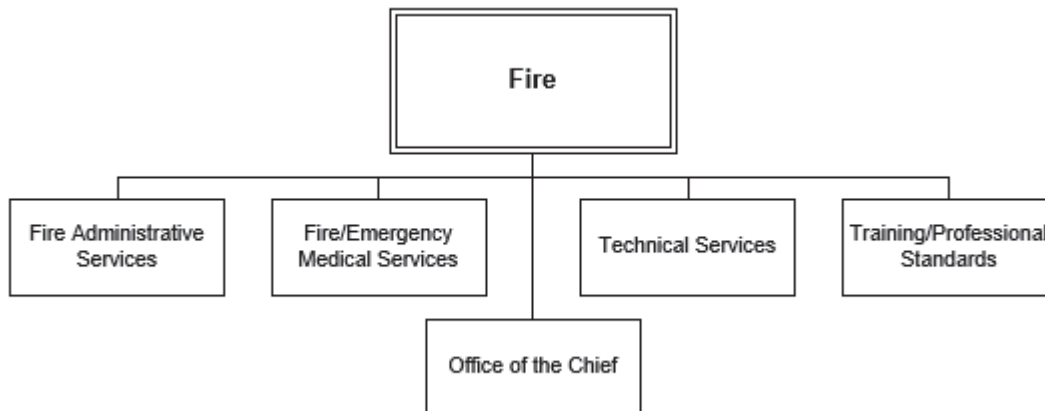 Fire
Fire Administrative
Services
Fire/Emergency
Medical Services
Technical Services
Training/Professional
Standards
Office of the Chief